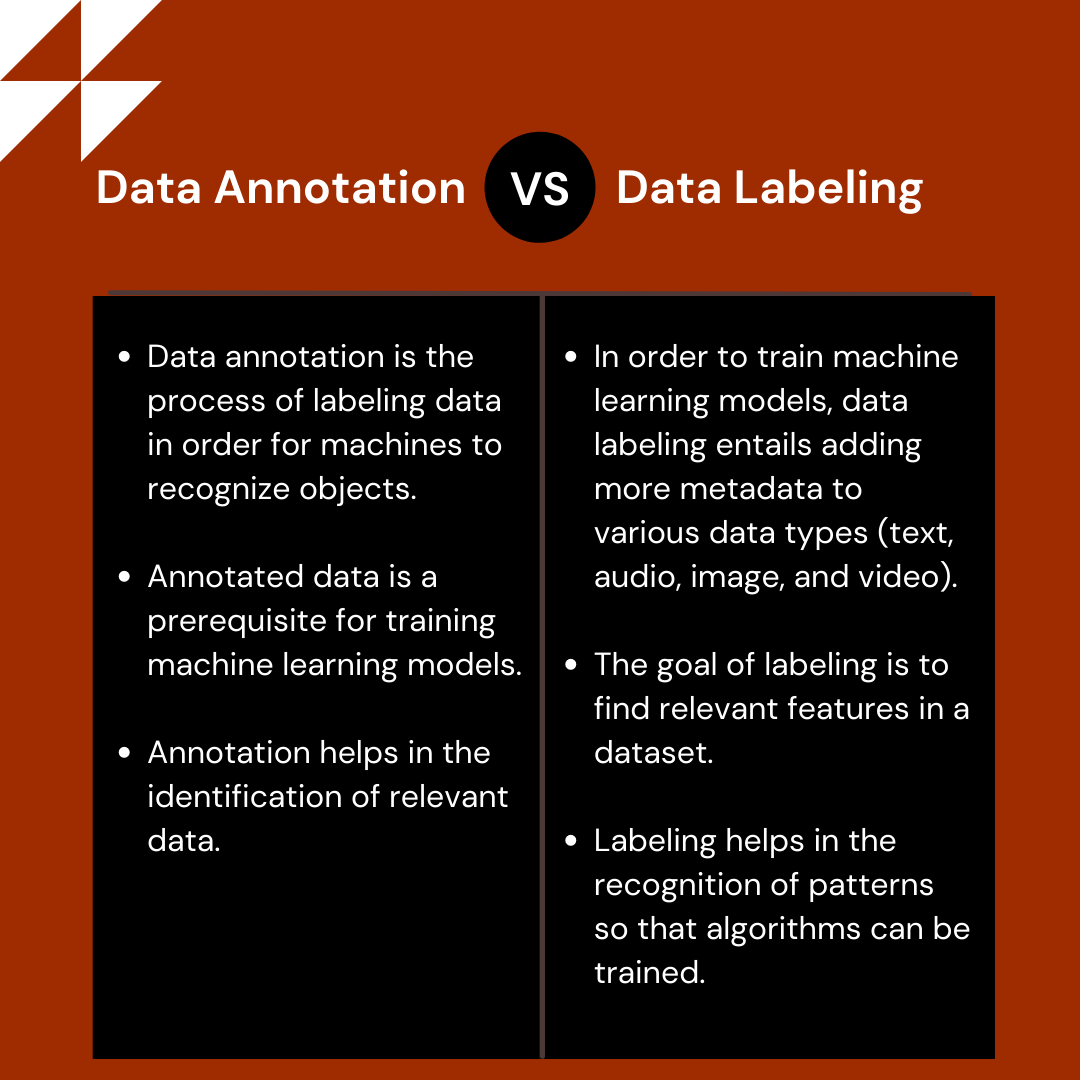 Data Annotation VS Data Labeling
• Data annotation is the
process of labeling data
in order for machines to
recognize objects.
• Annotated data is a
prerequisite for training
machine learning models.
• Annotation helps in the
identification of relevant
data.
• In order to train machine
learning models, data
labeling entails adding
more metadata to
various data types (text,
audio, image, and video).
• The goal of labeling is to
find relevant features in a
dataset.
• Labeling helps in the
recognition of patterns
so that algorithms can be
trained.